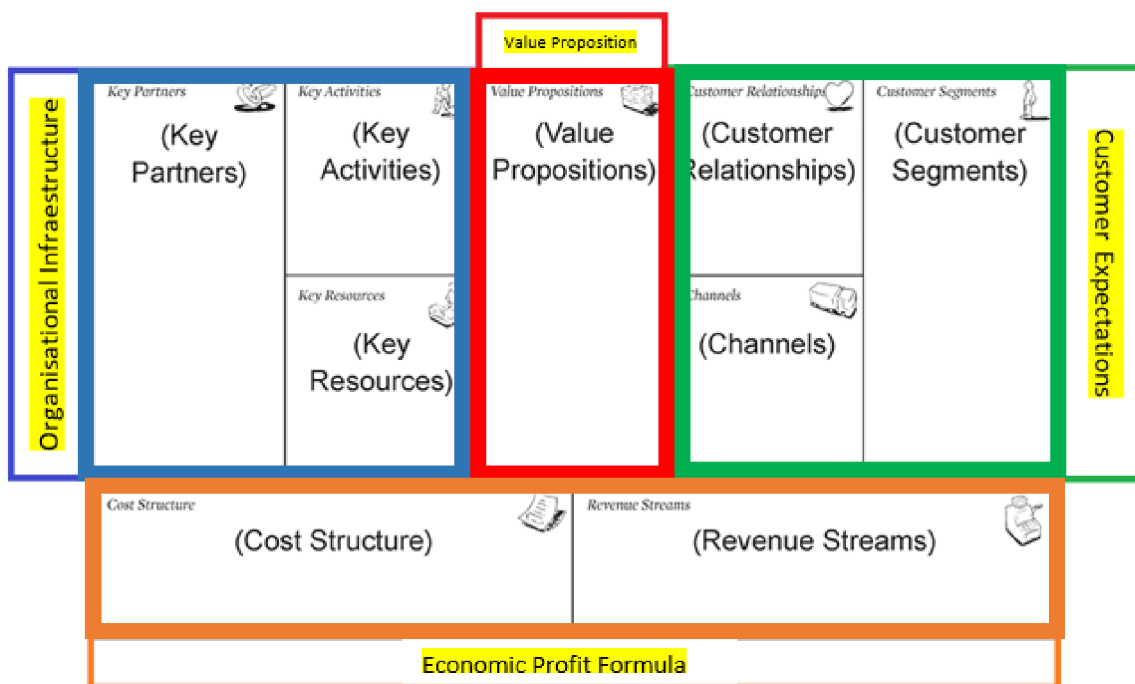 Value Proposition
Organisational Infraestructure
Key Partners
(Key
Partners)
Key Activities
(Key
Activities)
Key Resources
(Key
Resources)
Value Propositions
(Value
Propositions)
Customer Relationships
(Customer
Relationships)
Channels
(Channels)
Customer Segments
(Customer
Segments)
Customer Expectations
Cost Structure
(Cost Structure)
Revenue Streams
(Revenue Streams)
Economic Profit Formula